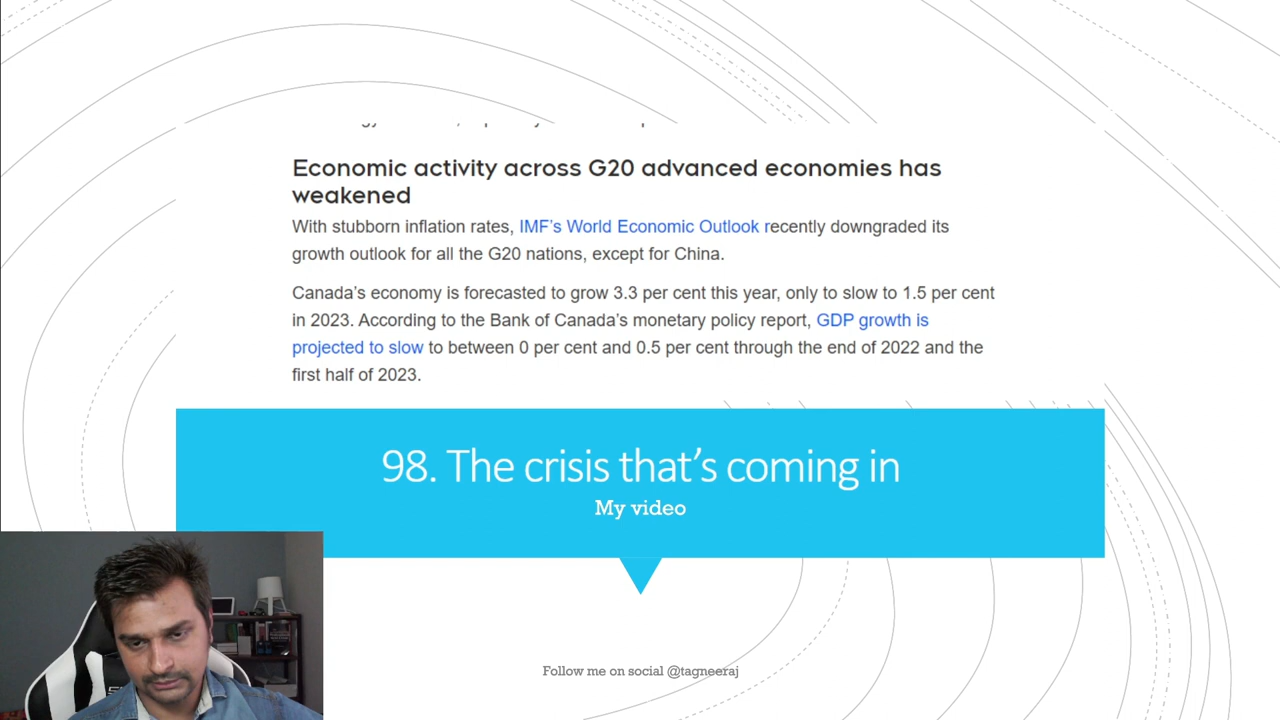 Economic activity across G20 advanced economies has
weakened
With stubborn inflation rates, IMF's World Economic Outlook recently downgraded its
growth outlook for all the G20 nations, except for China.
Canada's economy is forecasted to grow 3.3 per cent this year, only to slow to 1.5 per cent
in 2023. According to the Bank of Canada's monetary policy report, GDP growth is
projected to slow to between 0 per cent and 0.5 per cent through the end of 2022 and the
first half of 2023.
98. The crisis that's coming in
My video
Follow me on social @tagneeraj